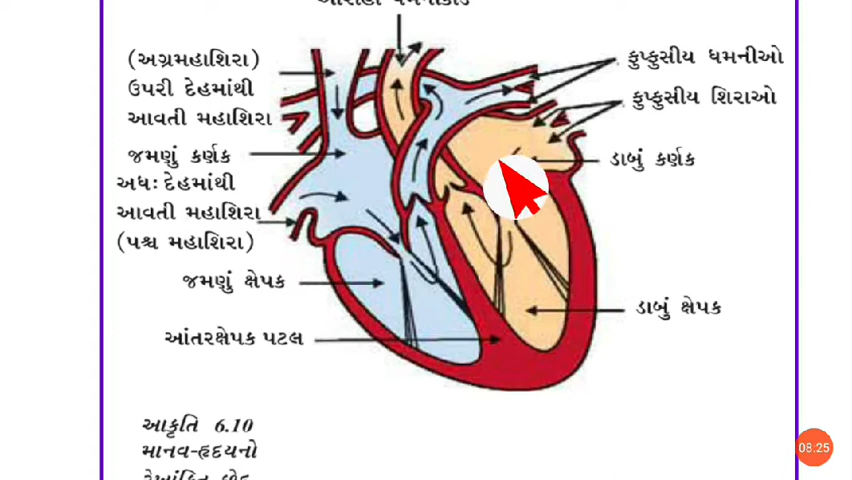 (અગ્રમહાશિરા)
ઉપરી દેહમાંથી
આવતી મહાશિરા
જમણું કર્ણક
અધઃ દેહમાંથી
આવતી મહાશિરા
(પશ્ચ મહાશિરા)
જમણું ક્ષેપક
આંતરક્ષેપક પટલ
ફુપ્ફુસીય ધમનીઓ
ફુપ્ફુસીય શિરાઓ
ડાબું કર્ણક
ડાબું ક્ષેપક
આકૃતિ 6.10
માનવ-હૃદયનો
08:25